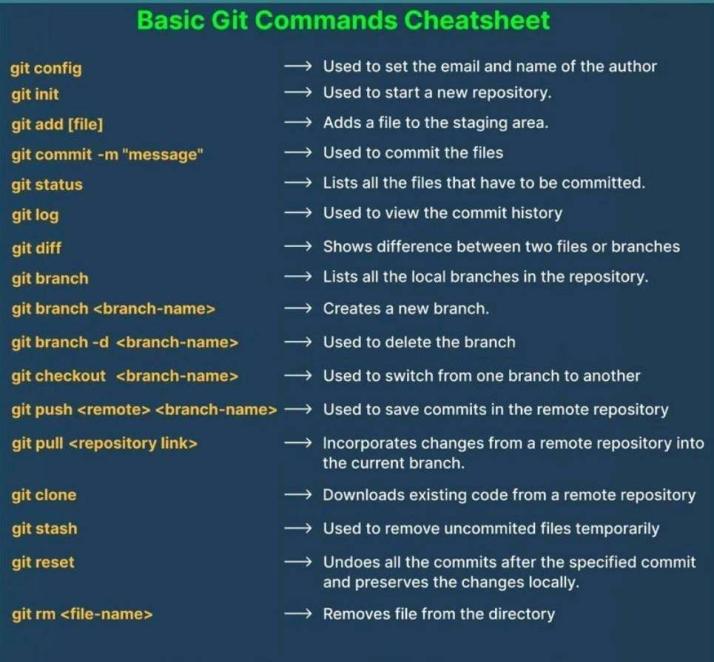 Basic Git Commands Cheatsheet
git config → Used to set the email and name of the author
git init → Used to start a new repository.
git add [file] → Adds a file to the staging area.
git commit -m "message" → Used to commit the files
git status → Lists all the files that have to be committed.
git log → Used to view the commit history
git diff → Shows difference between two files or branches
git branch → Lists all the local branches in the repository.
git branch <branch-name> → Creates a new branch.
git branch -d <branch-name> → Used to delete the branch
git checkout <branch-name> → Used to switch from one branch to another
git push <remote> <branch-name> → Used to save commits in the remote repository
git pull <repository link> → Incorporates changes from a remote repository into
the current branch.
git clone → Downloads existing code from a remote repository
git stash → Used to remove uncommited files temporarily
git reset → Undoes all the commits after the specified commit
and preserves the changes locally.
git rm <file-name> → Removes file from the directory